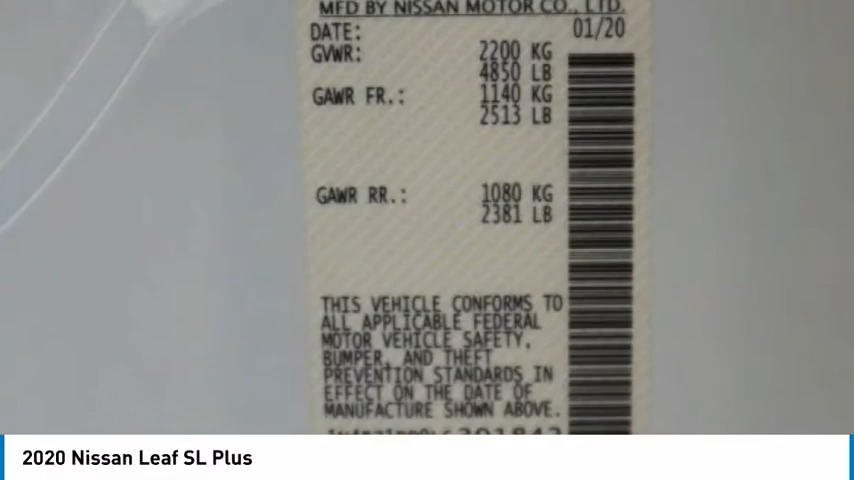 MFD BY NISSAN MOTOR CO., LTD.
DATE: 01/20
GVWR: 2200 KG
4850 LB
GAWR FR.: 1140 KG
2513 LB
GAWR RR.: 1080 KG
2381 LB
THIS VEHICLE CONFORMS TO
ALL APPLICABLE FEDERAL
MOTOR VEHICLE SAFETY,
BUMPER, AND THEFT
PREVENTION STANDARDS IN
EFFECT ON THE DATE OF
MANUFACTURE SHOWN ABOVE.
2020 Nissan Leaf SL Plus